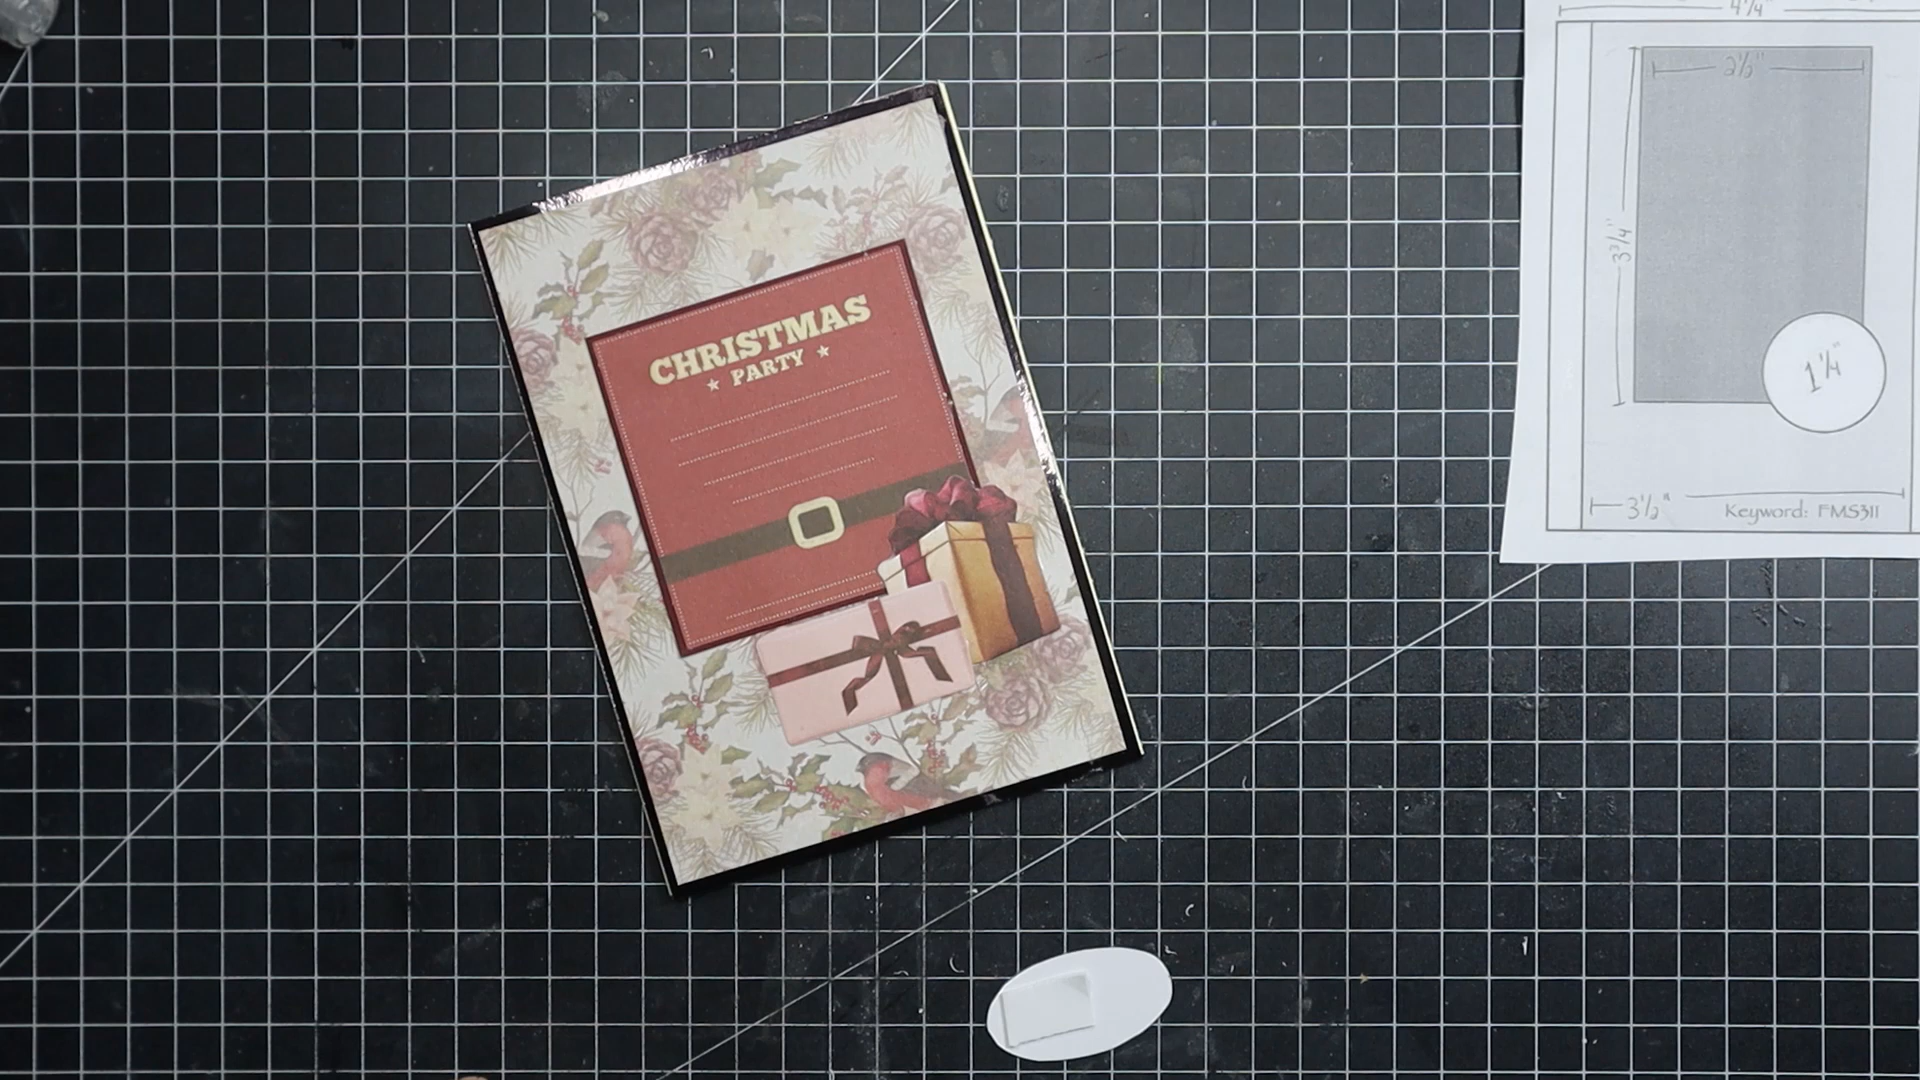 CHRISTMAS
★ PARTY ★
4¼"
2½"
3¾"
1¼"
3½"
Keyword: FMS311